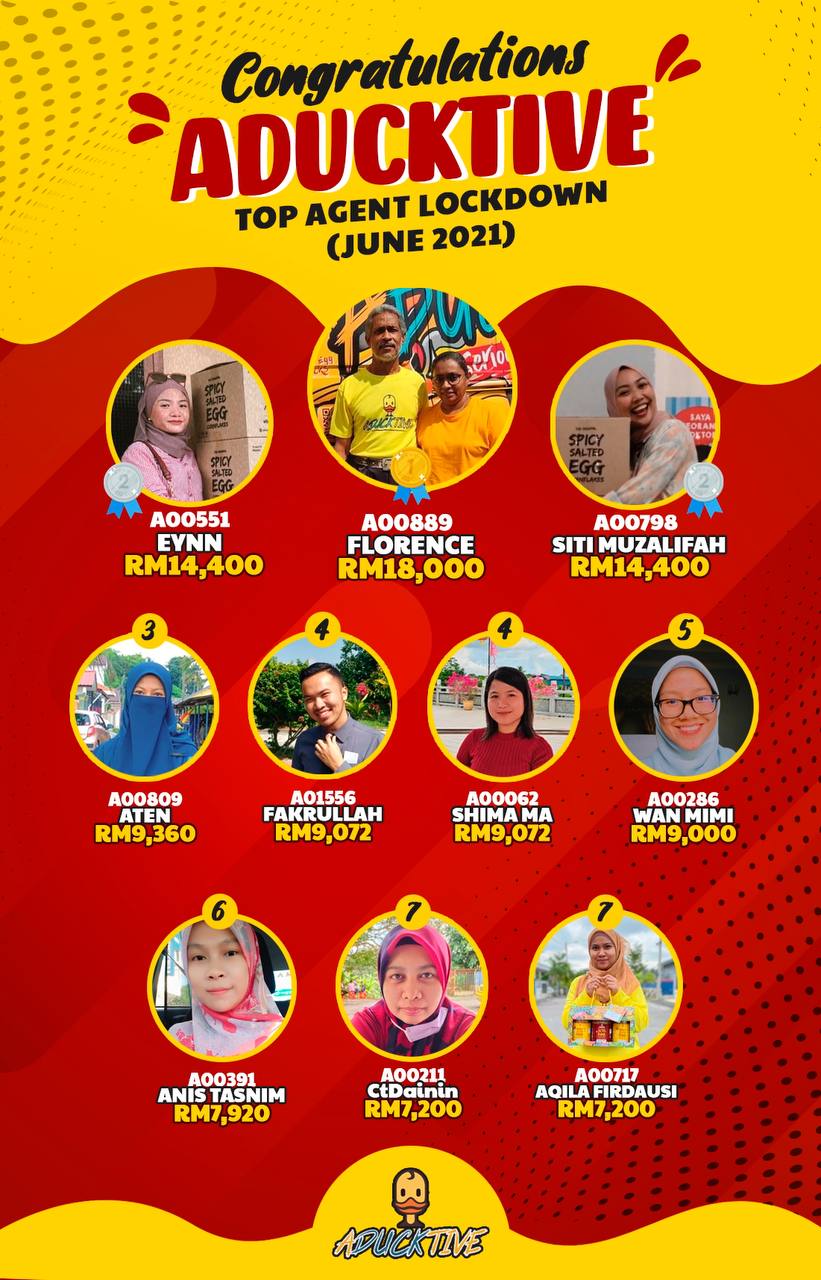 Congratulations
ADUCKTIVE
TOP AGENT LOCKDOWN
(JUNE 2021)
SPICY
SALTED
EGG
SPICY
SALTED
EGG
2
ADUCKTIVE
1
SPICY
SALTED
EGG
SAYA
2
A00551
EYNN
RM14,400
A00889
FLORENCE
RM18,000
A00798
SITI MUZALIFAH
RM14,400
3
4
4
5
A00809
ATEN
RM9,360
A01556
FAKRULLAH
RM9,072
A00062
SHIMA MA
RM9,072
A00286
WAN MIMI
RM9,000
6
7
7
A00391
ANIS TASNIM
RM7,920
A00211
CtDainin
RM7,200
A00717
AQILA FIRDAUSI
RM7,200
ADUCKTIVE